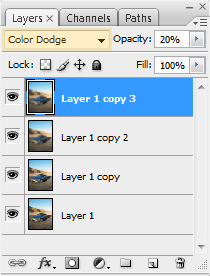 Layers × Channels Paths
Color Dodge Opacity: 20%
Lock: Fill: 100%
Layer 1 copy 3
Layer 1 copy 2
Layer 1 copy
Layer 1
fx.